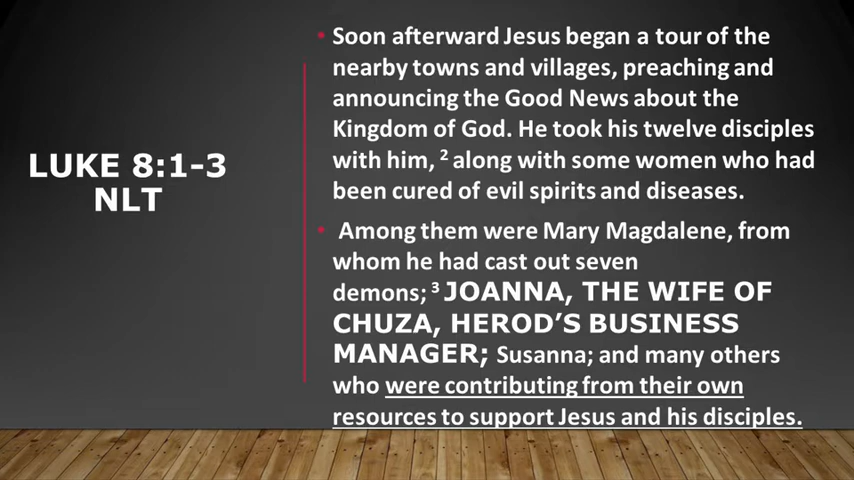 LUKE 8:1-3
NLT
• Soon afterward Jesus began a tour of the
nearby towns and villages, preaching and
announcing the Good News about the
Kingdom of God. He took his twelve disciples
with him, ² along with some women who had
been cured of evil spirits and diseases.
• Among them were Mary Magdalene, from
whom he had cast out seven
demons; ³ JOANNA, THE WIFE OF
CHUZA, HEROD’S BUSINESS
MANAGER; Susanna; and many others
who were contributing from their own
resources to support Jesus and his disciples.